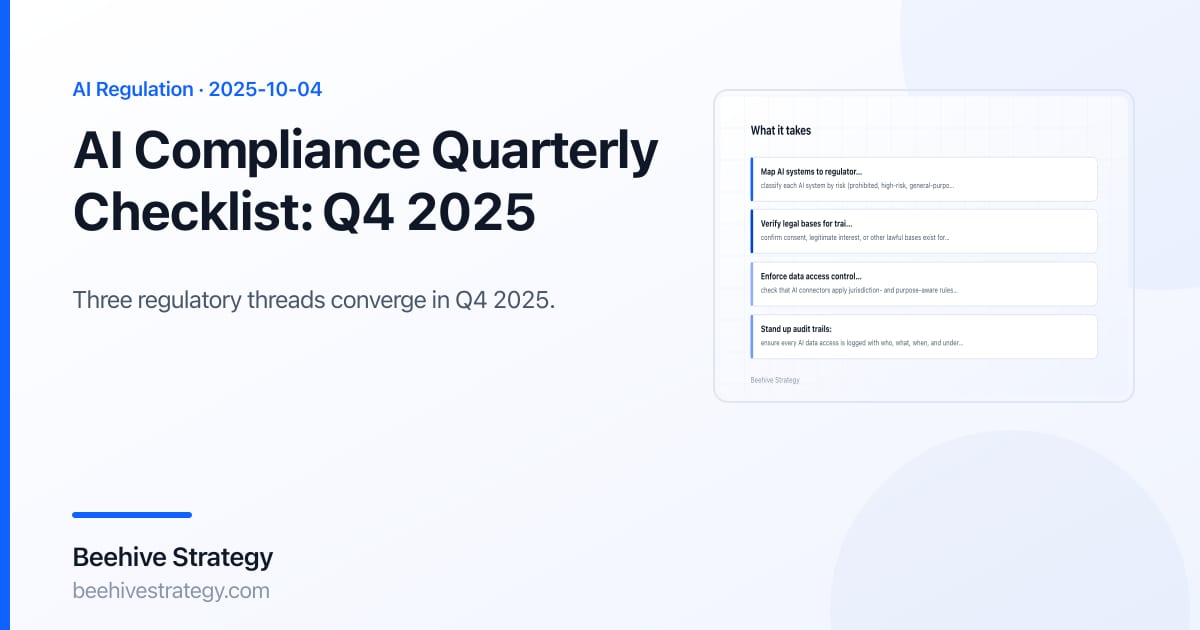 AI Regulation · 2025-10-04
AI Compliance Quarterly
Checklist: Q4 2025
Three regulatory threads converge in Q4 2025.
What it takes
Map AI systems to regulator...
classify each AI system by risk (prohibited, high-risk, general-purpo...
Verify legal bases for trai...
confirm consent, legitimate interest, or other lawful bases exist for...
Enforce data access control...
check that AI connectors apply jurisdiction- and purpose-aware rules...
Stand up audit trails:
ensure every AI data access is logged with who, what, when, and under...
Beehive Strategy
Beehive Strategy
beehivestrategy.com